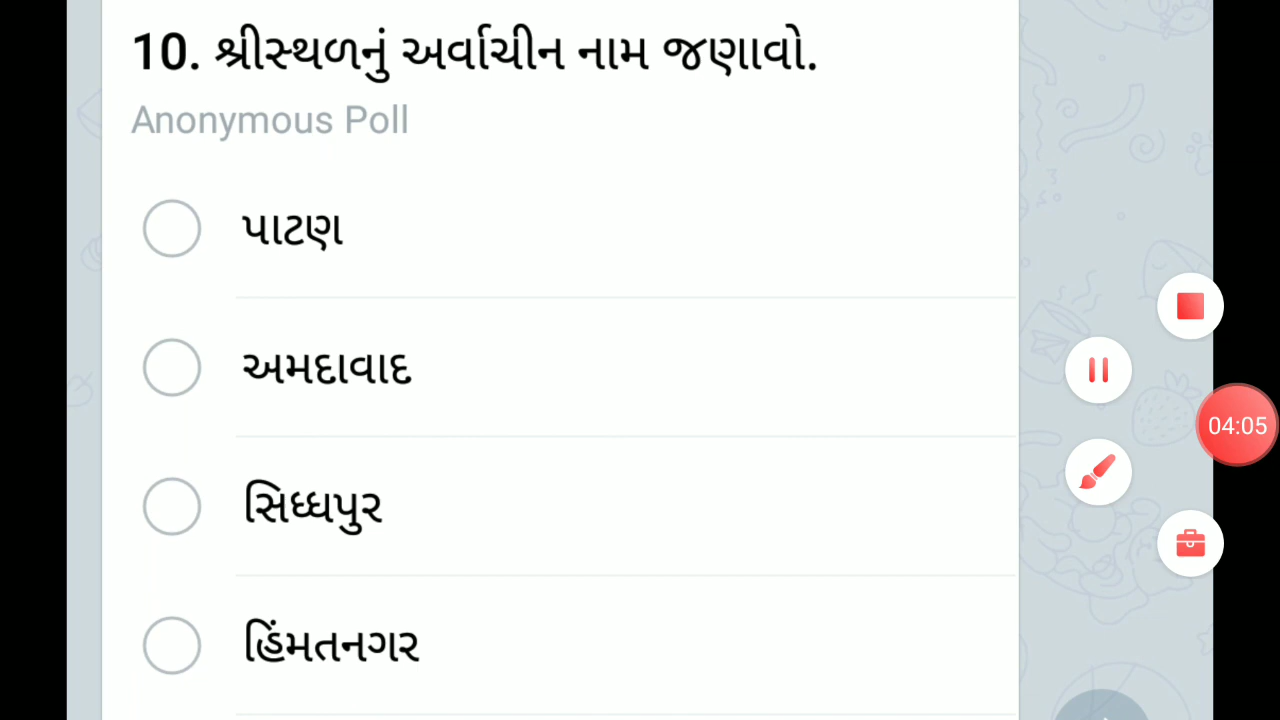 10. શ્રીસ્થળનું અર્વાચીન નામ જણાવો.
Anonymous Poll
પાટણ
અમદાવાદ
સિધ્ધપુર
હિંમતનગર
04:05